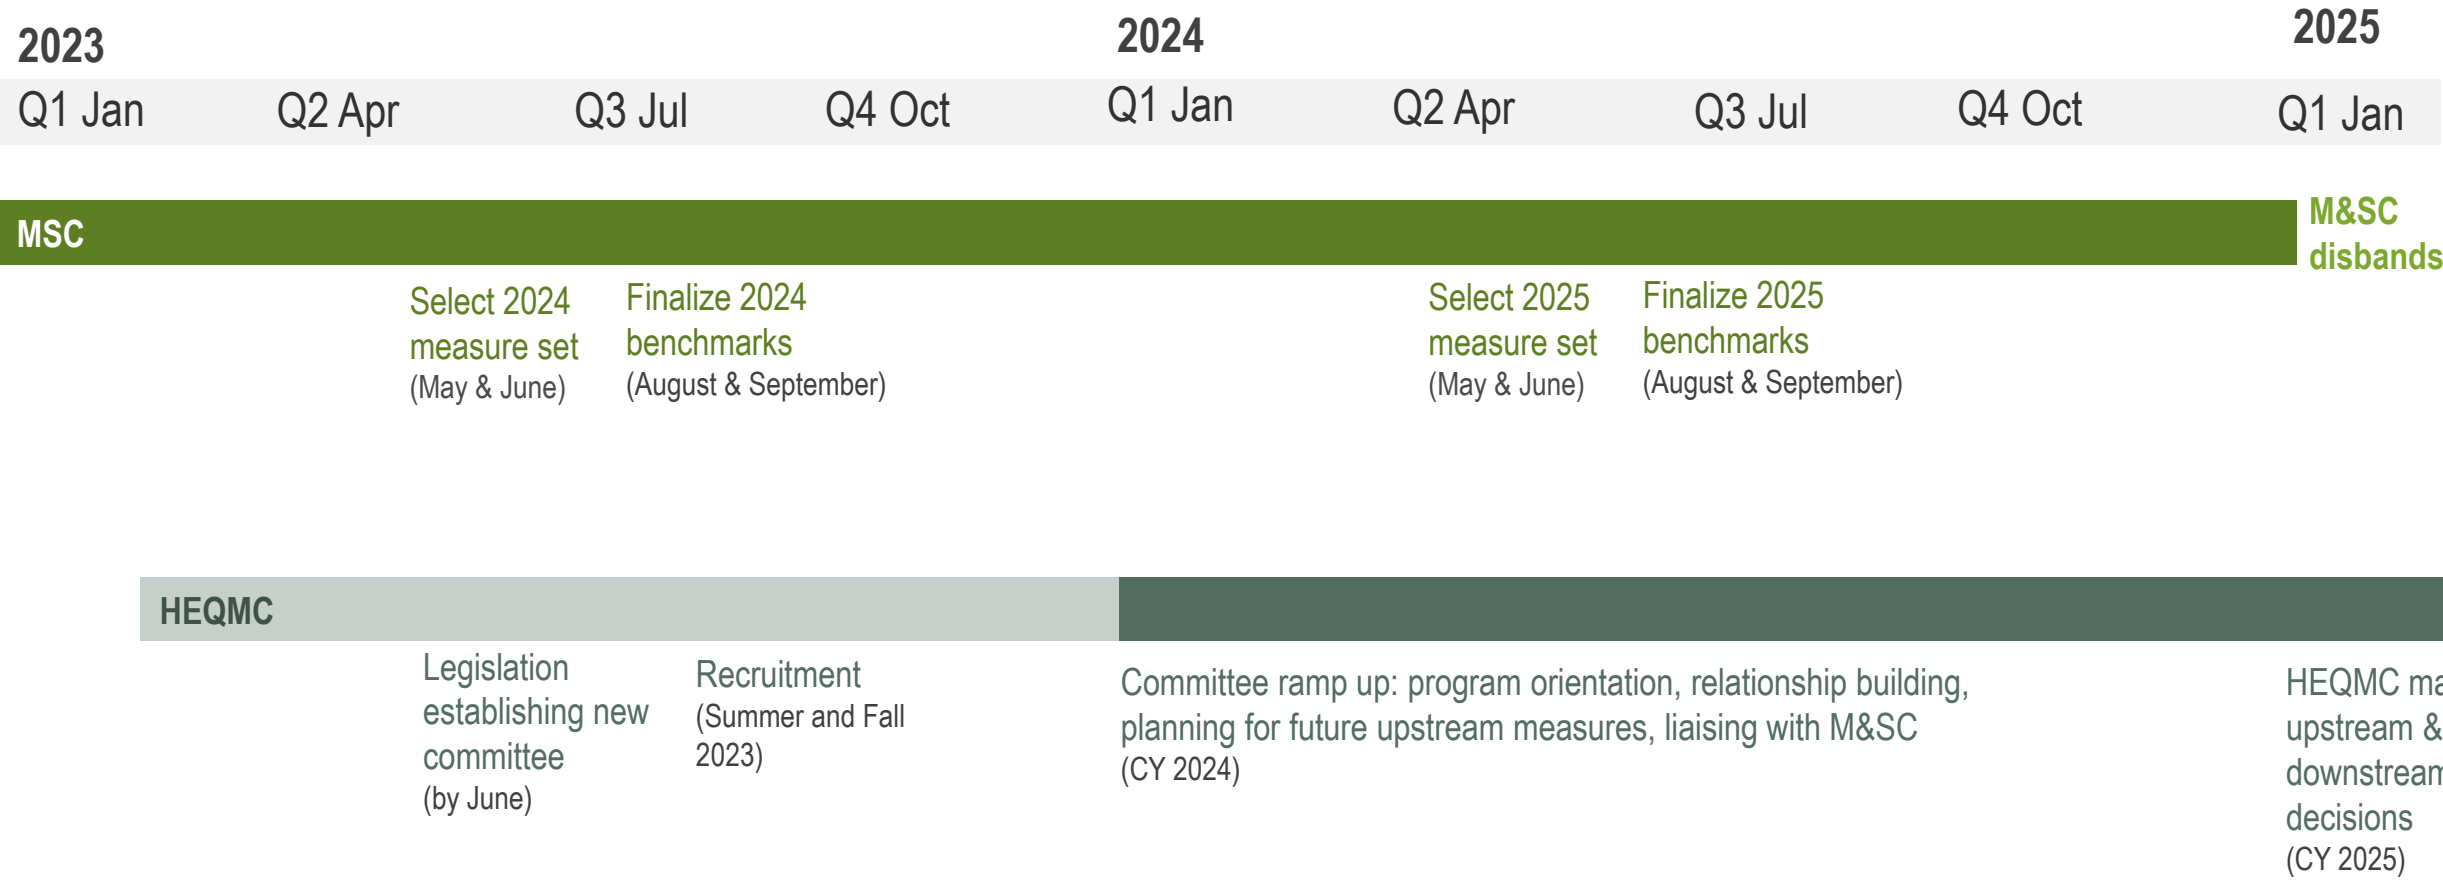 2023
2024
2025
Q1 Jan
Q2 Apr
Q3 Jul
Q4 Oct
Q1 Jan
Q2 Apr
Q3 Jul
Q4 Oct
Q1 Jan
MSC
M&SC
disbands
Select 2024
measure set
(May & June)
Finalize 2024
benchmarks
(August & September)
Select 2025
measure set
(May & June)
Finalize 2025
benchmarks
(August & September)
HEQMC
Legislation
establishing new
committee
(by June)
Recruitment
(Summer and Fall
2023)
Committee ramp up: program orientation, relationship building,
planning for future upstream measures, liaising with M&SC
(CY 2024)
HEQMC
upstream &
decisions
(CY 2025)